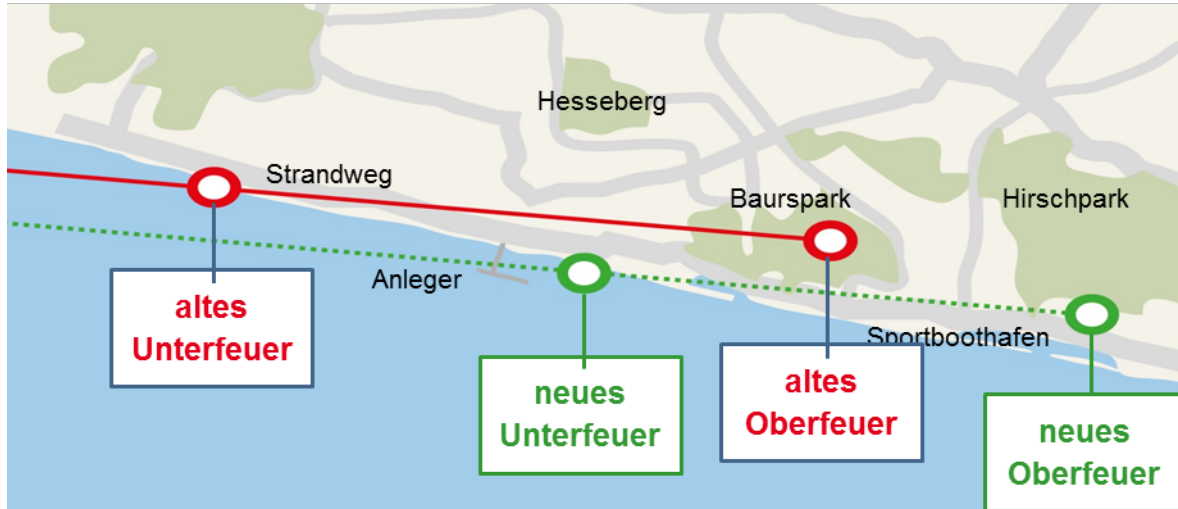 Hesseberg
Strandweg
Baurspark
Hirschpark
Anleger
altes
Unterfeuer
Sportboothafen
neues
Unterfeuer
altes
Oberfeuer
neues
Oberfeuer